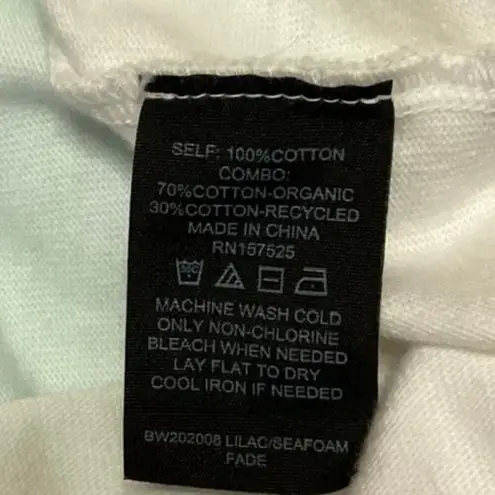 SELF: 100%COTTON
COMBO:
70%COTTON-ORGANIC
30%COTTON-RECYCLED
MADE IN CHINA
RN157525
30C
MACHINE WASH COLD
ONLY NON-CHLORINE
BLEACH WHEN NEEDED
LAY FLAT TO DRY
COOL IRON IF NEEDED
BW202008 LILAC/SEAFOAM
FADE